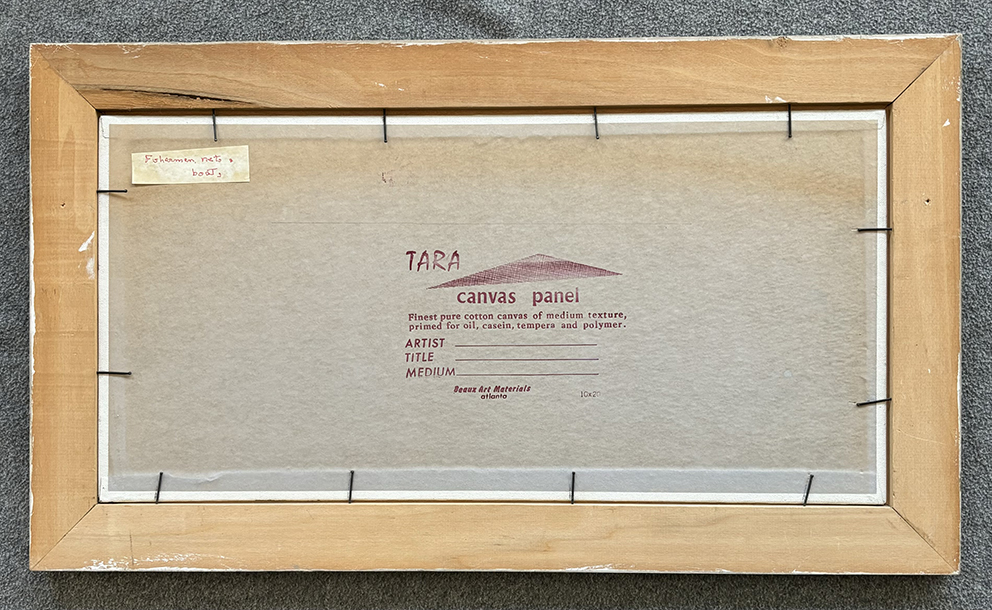 Fishermen, nets,
boats
TARA
canvas panel
Finest pure cotton canvas of medium texture,
primed for oil, casein, tempera and polymer.
ARTIST
TITLE
MEDIUM
Beaux Art Materials
atlanta
10x20